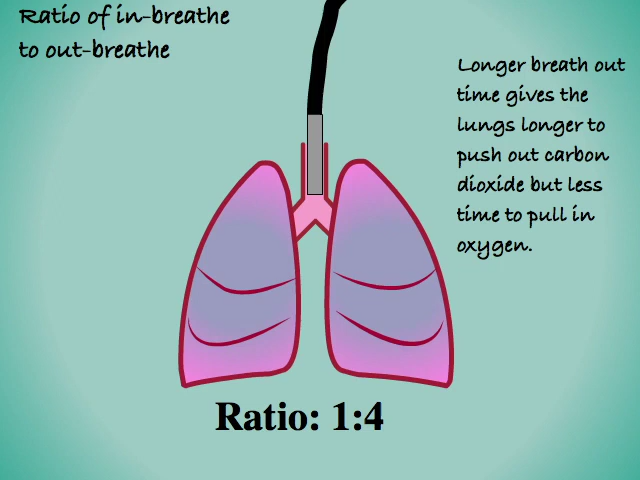 Ratio of in-breathe
to out-breathe
Longer breath out
time gives the
lungs longer to
push out carbon
dioxide but less
time to pull in
oxygen.
Ratio: 1:4